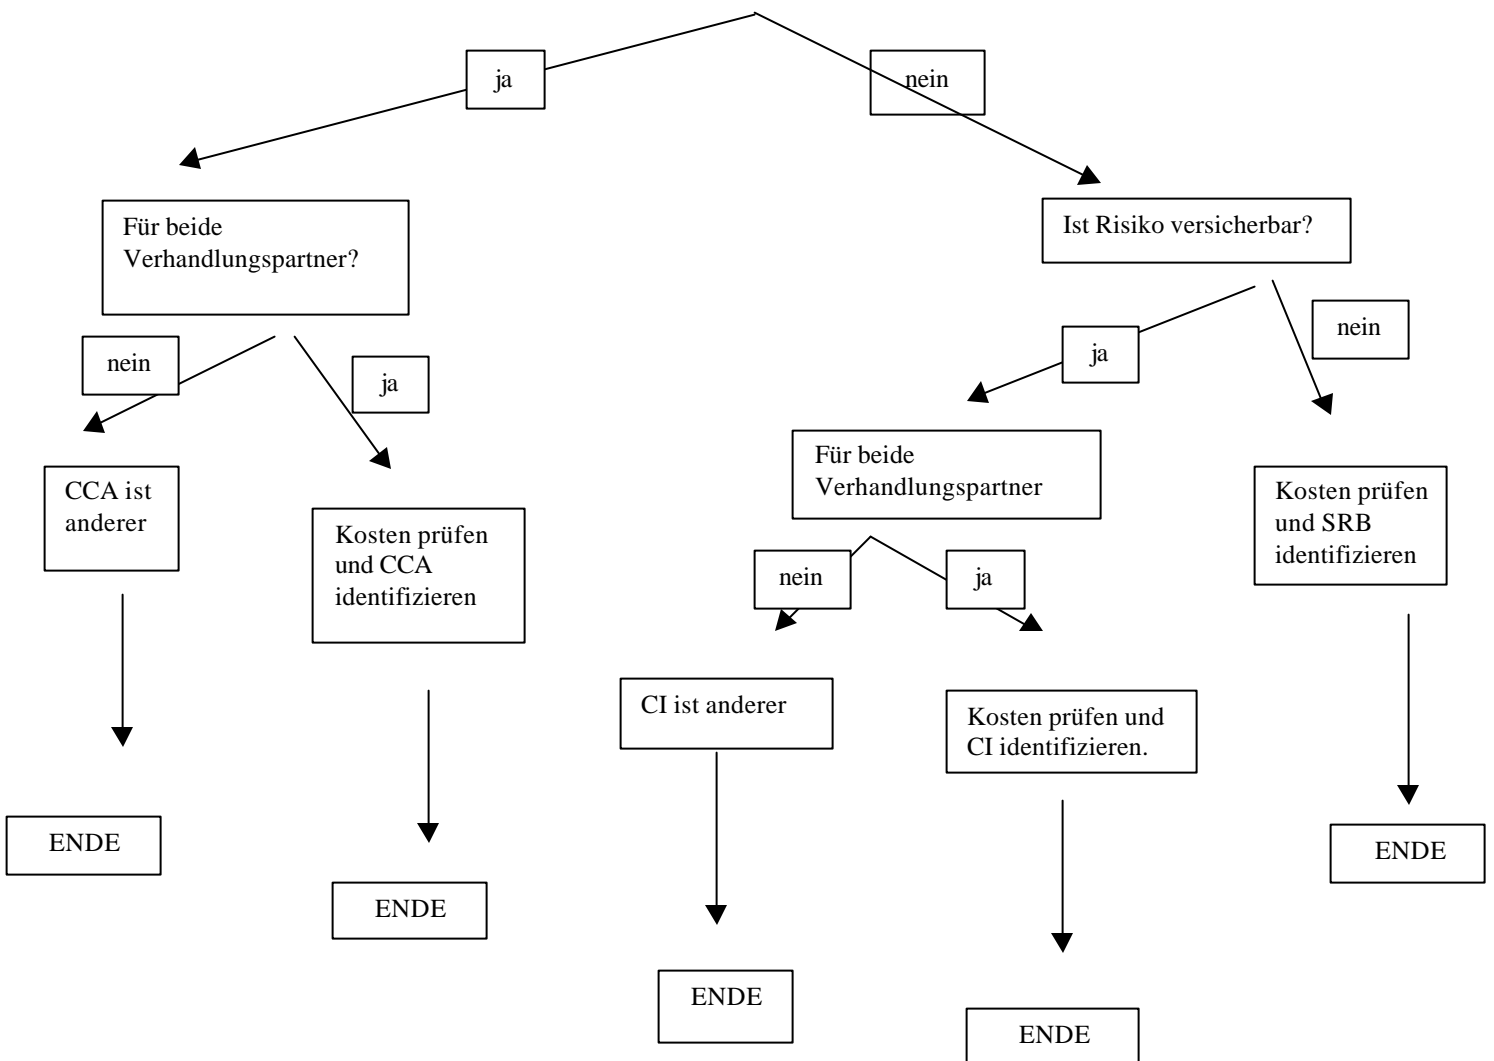 ja
nein
Für beide
Verhandlungspartner?
Ist Risiko versicherbar?
nein
ja
ja
nein
CCA ist
anderer
Kosten prüfen
und CCA
identifizieren
Für beide
Verhandlungspartner
Kosten prüfen
und SRB
identifizieren
nein
ja
CI ist anderer
Kosten prüfen und
CI identifizieren.
ENDE
ENDE
ENDE
ENDE
ENDE